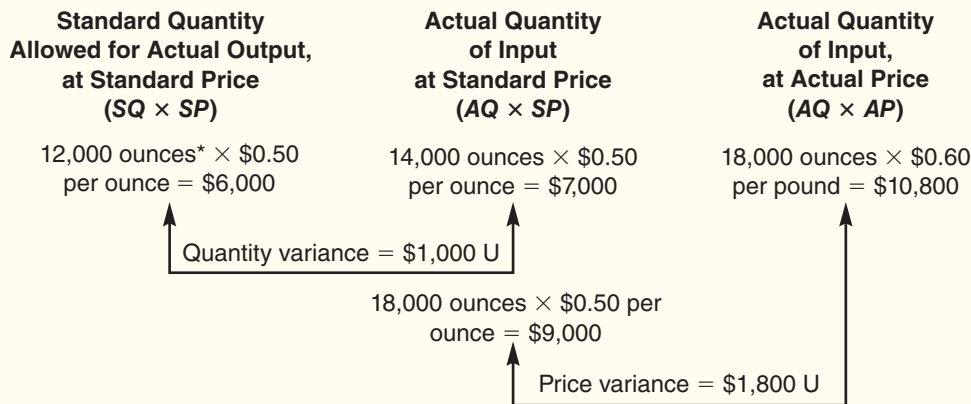 Standard Quantity
Allowed for Actual Output,
at Standard Price
(SQ × SP)
12,000 ounces* × $0.50
per ounce = $6,000
Actual Quantity
of Input
at Standard Price
(AQ × SP)
14,000 ounces × $0.50
per ounce = $7,000
Actual Quantity
of Input,
at Actual Price
(AQ × AP)
18,000 ounces × $0.60
per pound = $10,800
Quantity variance = $1,000 U
18,000 ounces × $0.50 per
ounce = $9,000
Price variance = $1,800 U